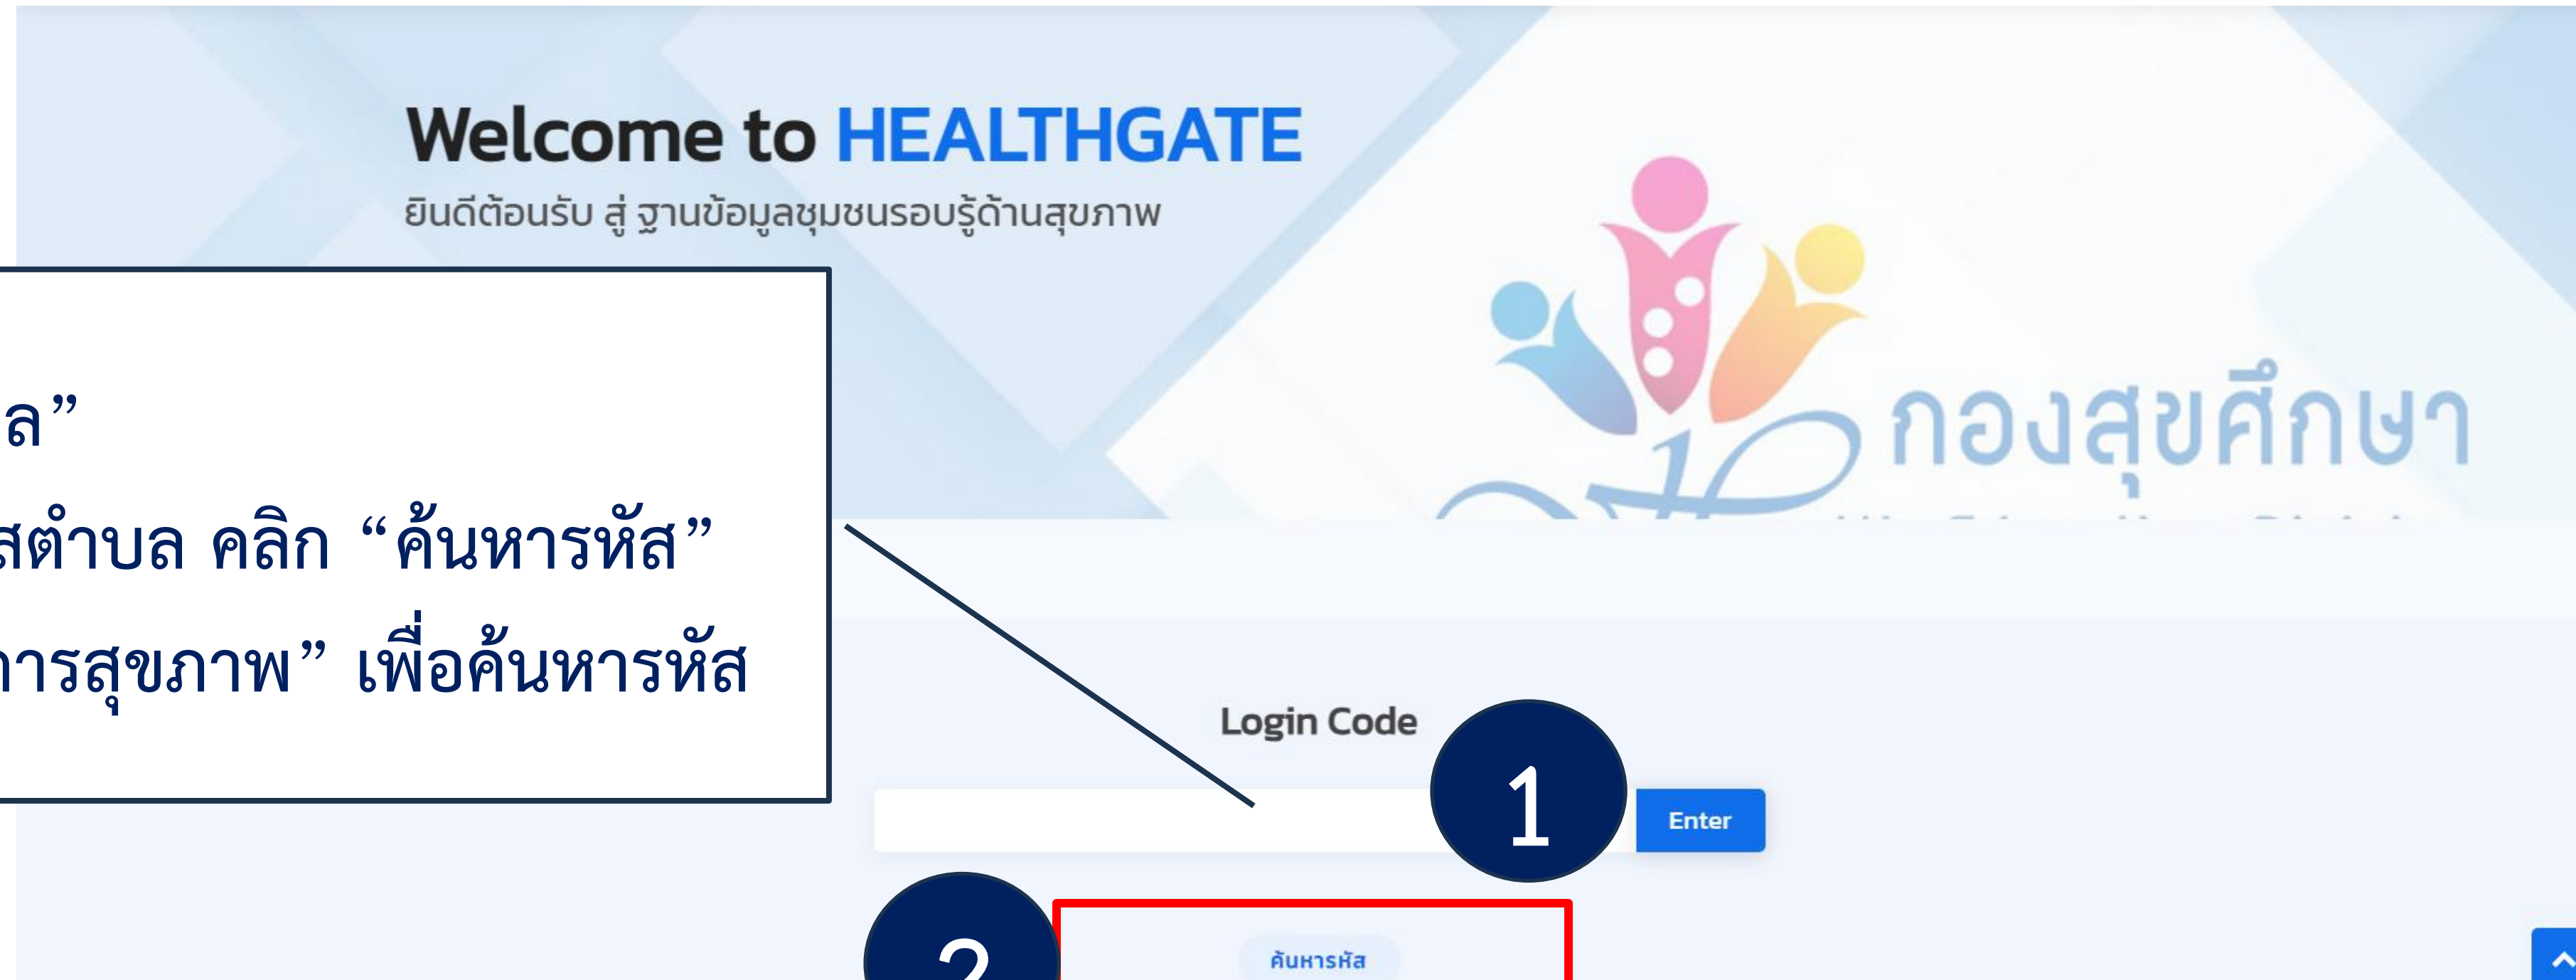 Welcome to HEALTHGATE
ยินดีต้อนรับ สู่ ฐานข้อมูลชุมชนรอบรู้ด้านสุขภาพ
กองสุขศึกษา
ล”
สตำบล คลิก “ค้นหารหัส”
การสุขภาพ” เพื่อค้นหารหัส
Login Code
1
Enter
2
ค้นหารหัส